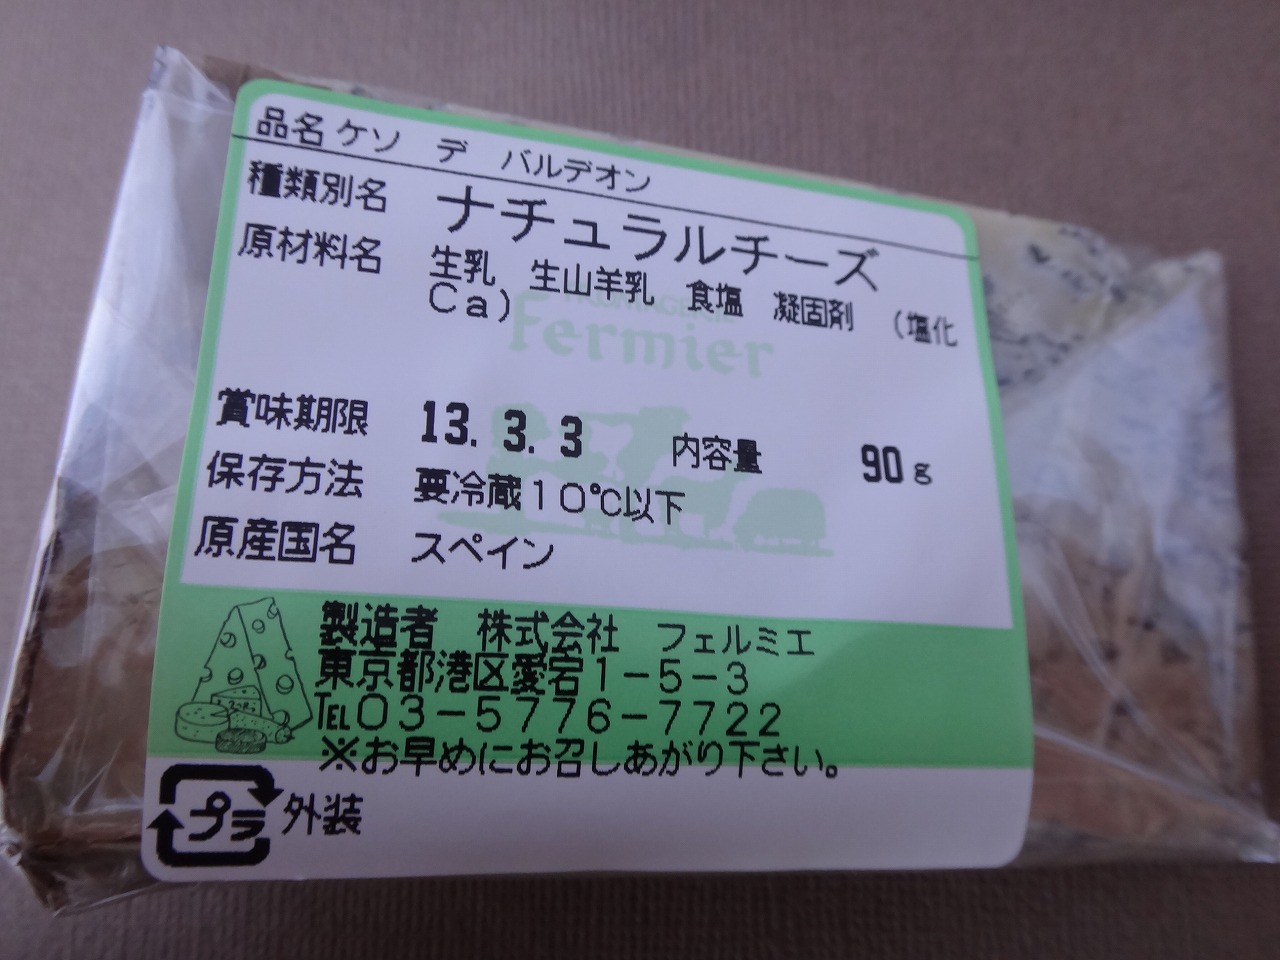 品名 ケソ デ バルデオン
種類別名 ナチュラルチーズ
原材料名 生乳 生山羊乳 食塩 凝固剤 (塩化
Ca)
Fermier
賞味期限 13. 3. 3 内容量 90g
保存方法 要冷蔵10℃以下
原産国名 スペイン
製造者 株式会社 フェルミエ
東京都港区愛宕1-5-3
TEL03-5776-7722
※お早めにお召しあがり下さい。
プラ 外装